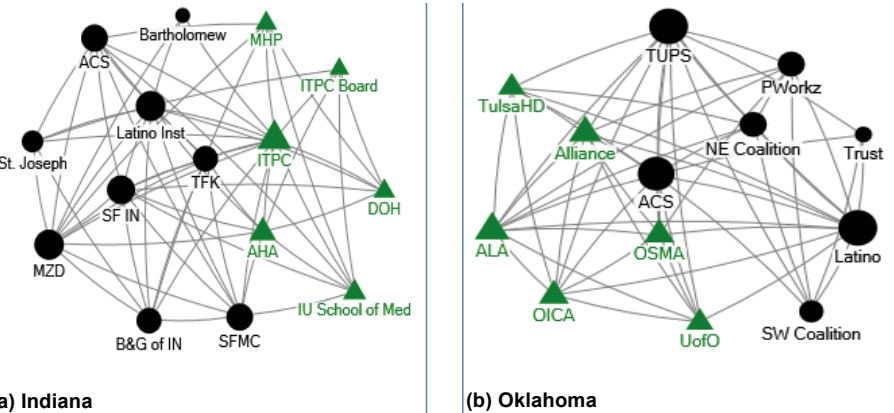 Bartholomew
MHP
ACS
ITPC Board
Latino Inst
ITPC
St. Joseph
TFK
DOH
SF IN
AHA
MZD
IU School of Med
B&G of IN
SFMC
a) Indiana
TUPS
PWorkz
TulsaHD
NE Coalition
Alliance
Trust
ACS
ALA
OSMA
Latino
OICA
SW Coalition
UofO
(b) Oklahoma